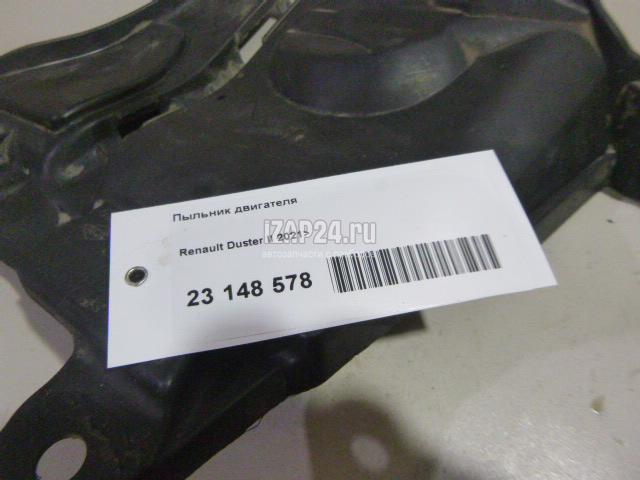 Пыльник двигателя
Renault Duster II 2021>
IZAP24.ru
23 148 578